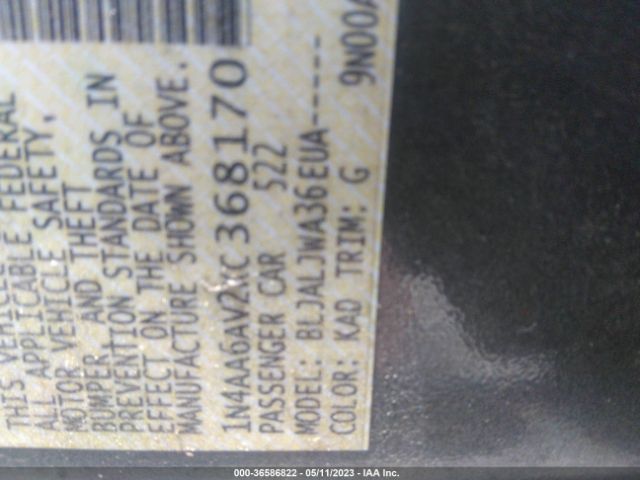 THIS VEHICLE
ALL APPLICABLE FEDERAL
MOTOR VEHICLE SAFETY,
BUMPER AND THEFT
PREVENTION STANDARDS IN
EFFECT ON THE DATE OF
MANUFACTURE SHOWN ABOVE.
1N4AA6AV2KC368170
PASSENGER CAR 522
MODEL: BLJALJWA36EUA-----
COLOR: KAD TRIM: G 9N00A
000-36586822 - 05/11/2023 - IAA Inc.